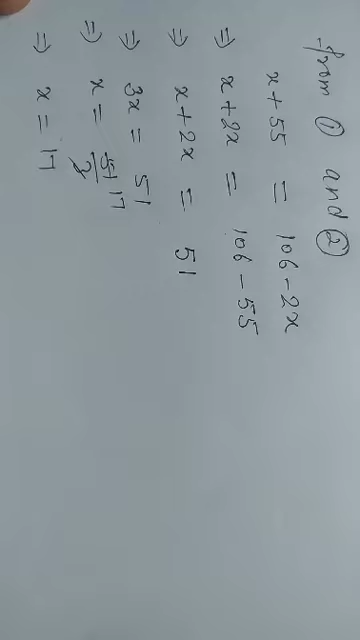 from ① and ②
x + 55 = 106 - 2x
⇒ x + 2x = 106 - 55
⇒ x + 2x = 51
⇒ 3x = 51
⇒ x = 51/3 17
⇒ x = 17